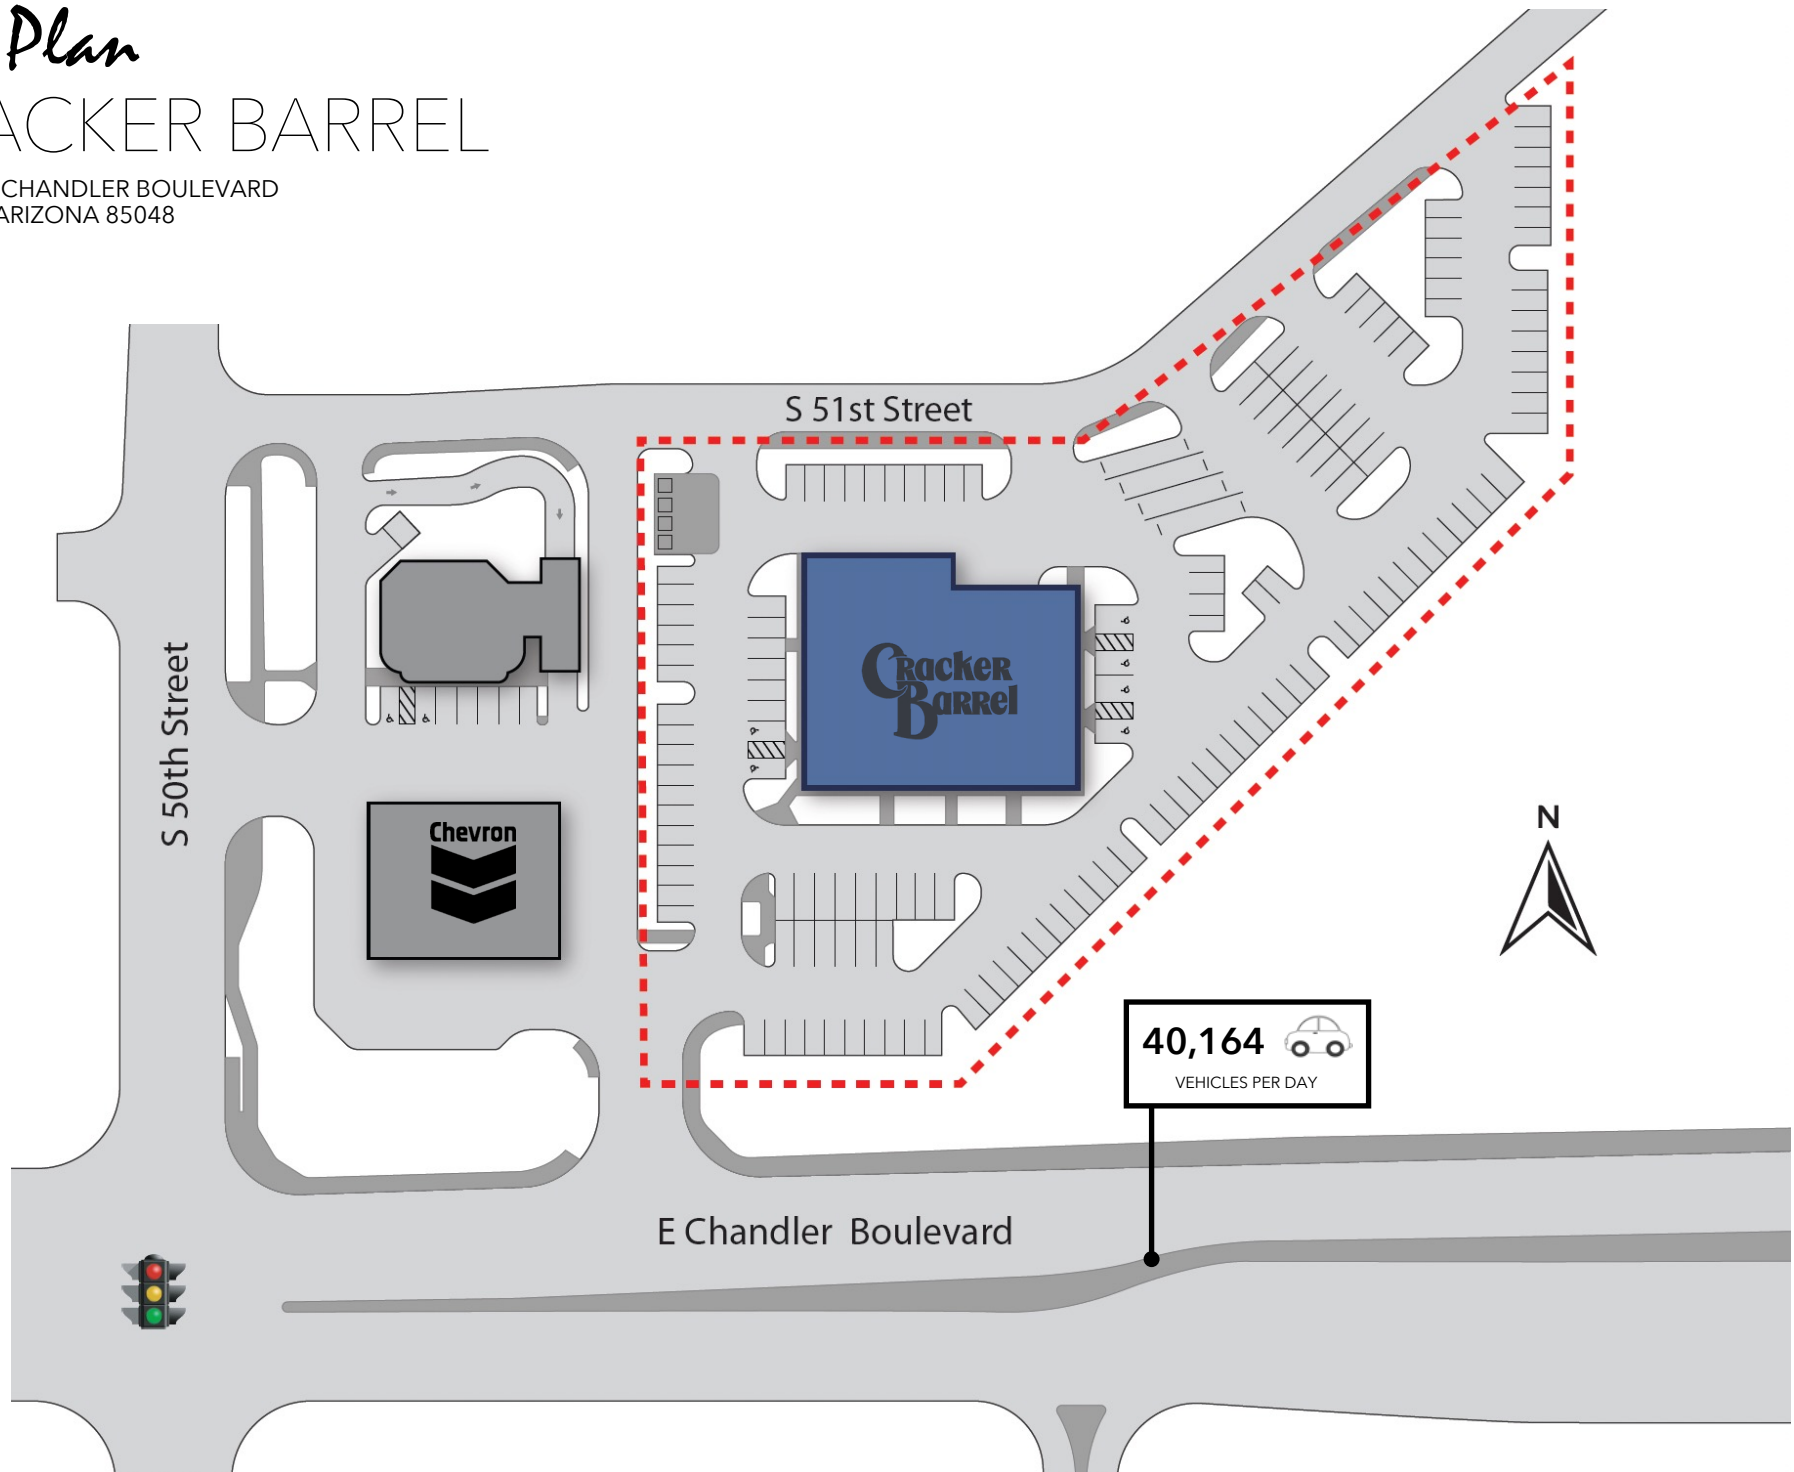 Plan
ACKER BARREL
CHANDLER BOULEVARD
ARIZONA 85048
S 51st Street
S 50th Street
Cracker
Barrel
Chevron
N
40,164
VEHICLES PER DAY
E Chandler Boulevard